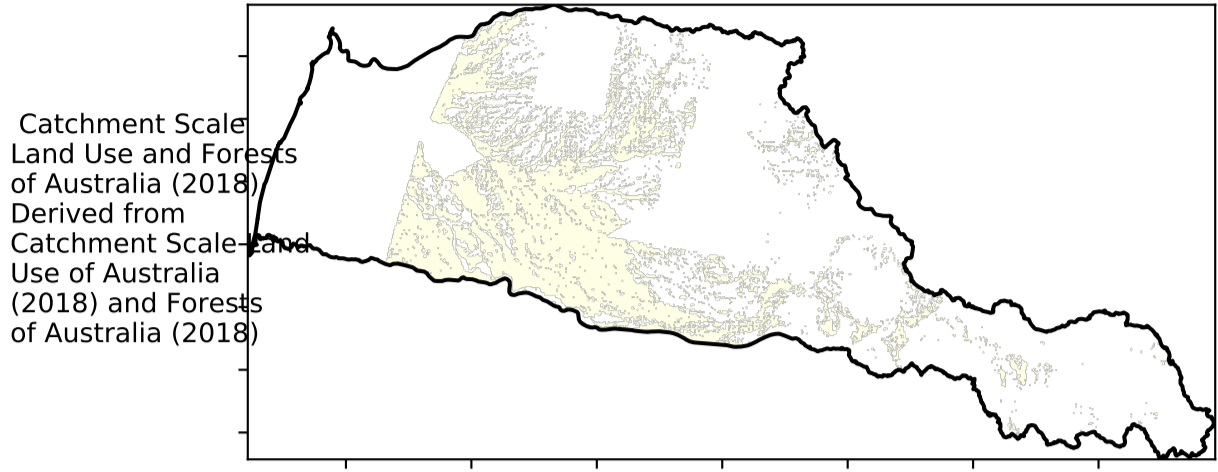 Catchment Scale
Land Use and Forests
of Australia (2018)
Derived from
Catchment Scale Land
Use of Australia
(2018) and Forests
of Australia (2018)